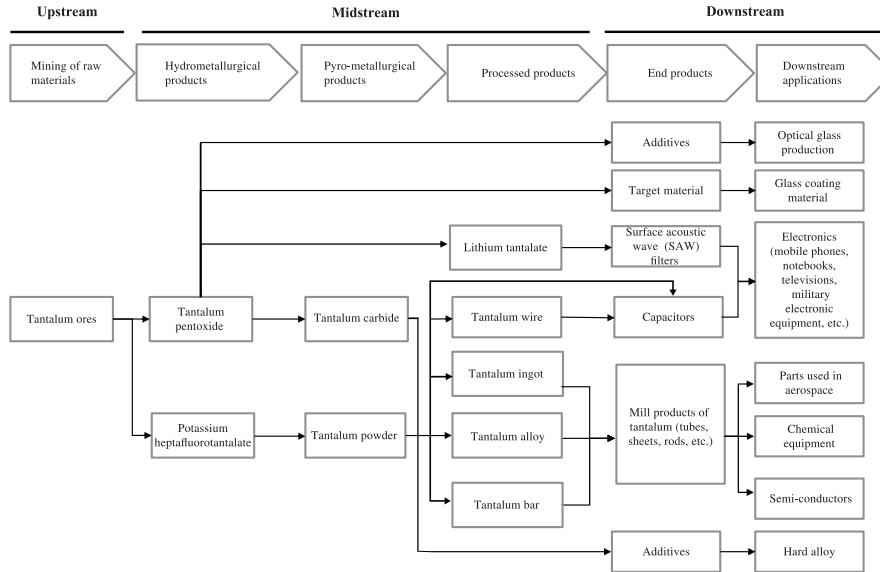 Upstream
Midstream
Downstream
Mining of raw
materials
Hydrometallurgical
products
Pyro-metallurgical
products
Processed products
End products
Downstream
applications
Additives
Optical glass
production
Target material
Glass coating
material
Lithium tantalate
Surface acoustic
wave (SAW)
filters
Electronics
(mobile phones,
notebooks,
televisions,
military
electronic
equipment, etc.)
Tantalum ores
Tantalum
pentoxide
Tantalum carbide
Tantalum wire
Capacitors
Tantalum ingot
Mill products of
tantalum (tubes,
sheets, rods, etc.)
Parts used in
aerospace
Potassium
heptafluorotantalate
Tantalum powder
Tantalum alloy
Chemical
equipment
Tantalum bar
Semi-conductors
Additives
Hard alloy